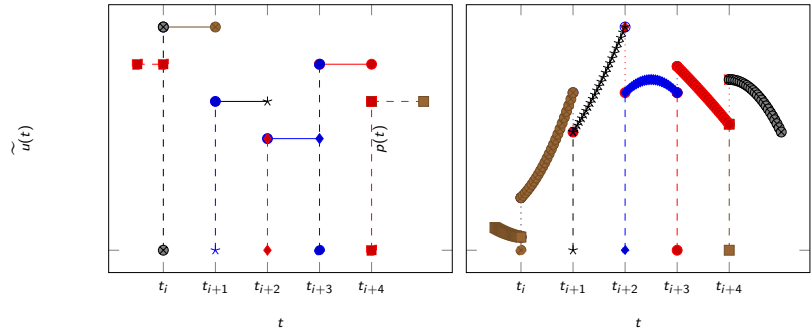 ũ(t)
t_i t_{i+1} t_{i+2} t_{i+3} t_{i+4}
t
p(t)
t_i t_{i+1} t_{i+2} t_{i+3} t_{i+4}
t